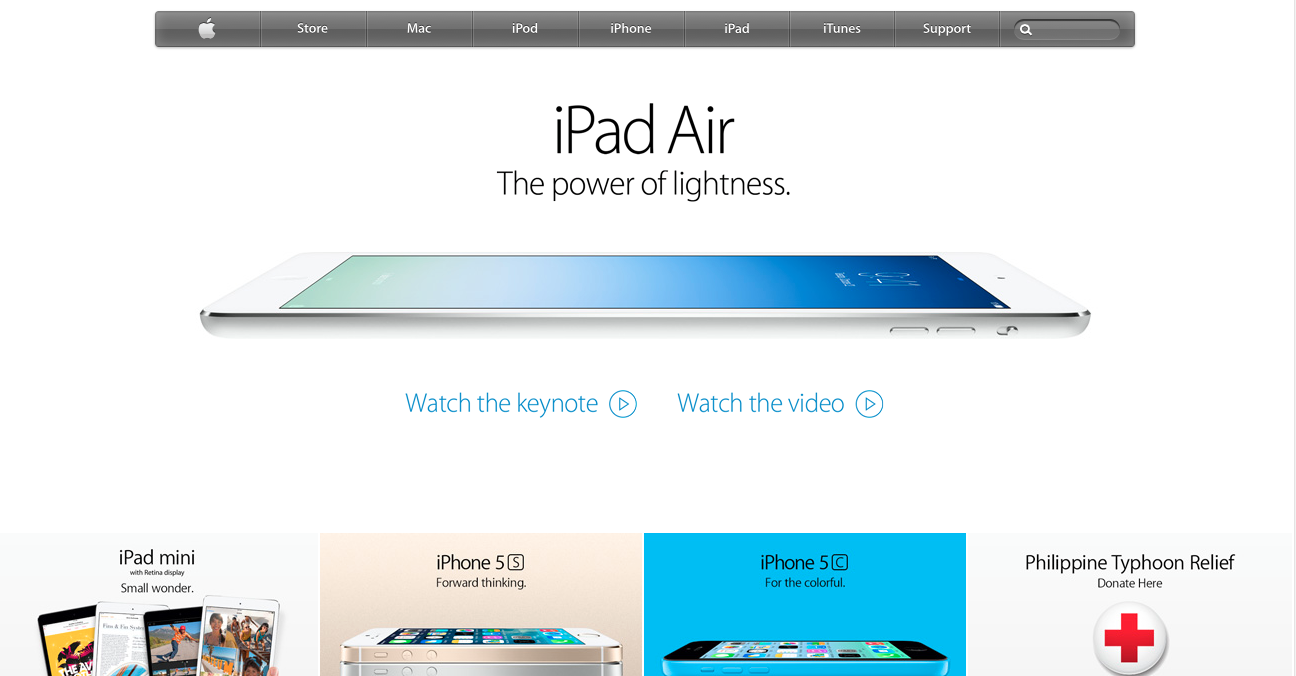 Store
Mac
iPod
iPhone
iPad
iTunes
Support
iPad Air
The power of lightness.
Watch the keynote
Watch the video
iPad mini
with Retina display
Small wonder.
iPhone 5S
Forward thinking.
iPhone 5C
For the colorful.
Philippine Typhoon Relief
Donate Here